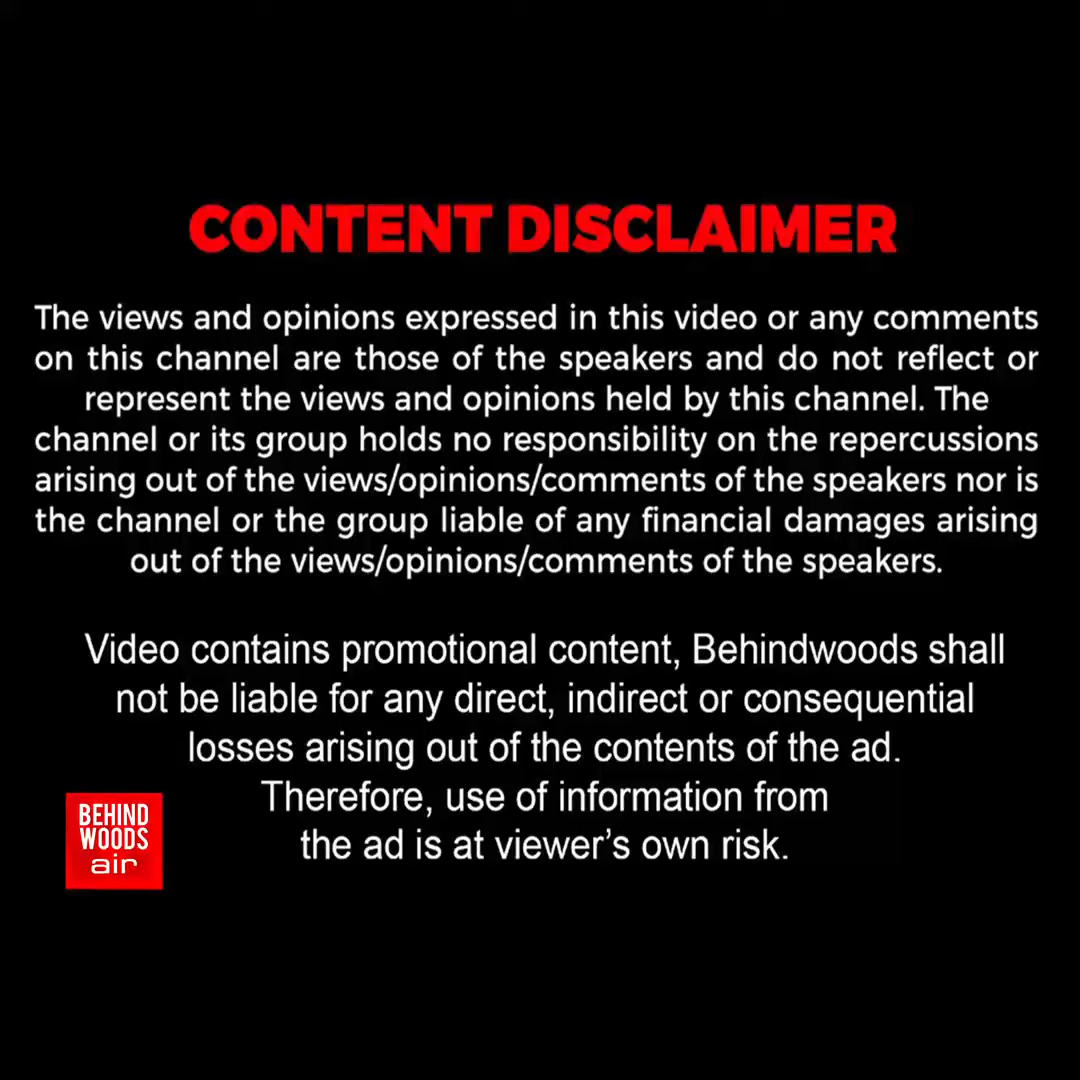 CONTENT DISCLAIMER
The views and opinions expressed in this video or any comments
on this channel are those of the speakers and do not reflect or
represent the views and opinions held by this channel. The
channel or its group holds no responsibility on the repercussions
arising out of the views/opinions/comments of the speakers nor is
the channel or the group liable of any financial damages arising
out of the views/opinions/comments of the speakers.
Video contains promotional content, Behindwoods shall
not be liable for any direct, indirect or consequential
losses arising out of the contents of the ad.
Therefore, use of information from
the ad is at viewer’s own risk.
BEHIND
WOODS
air